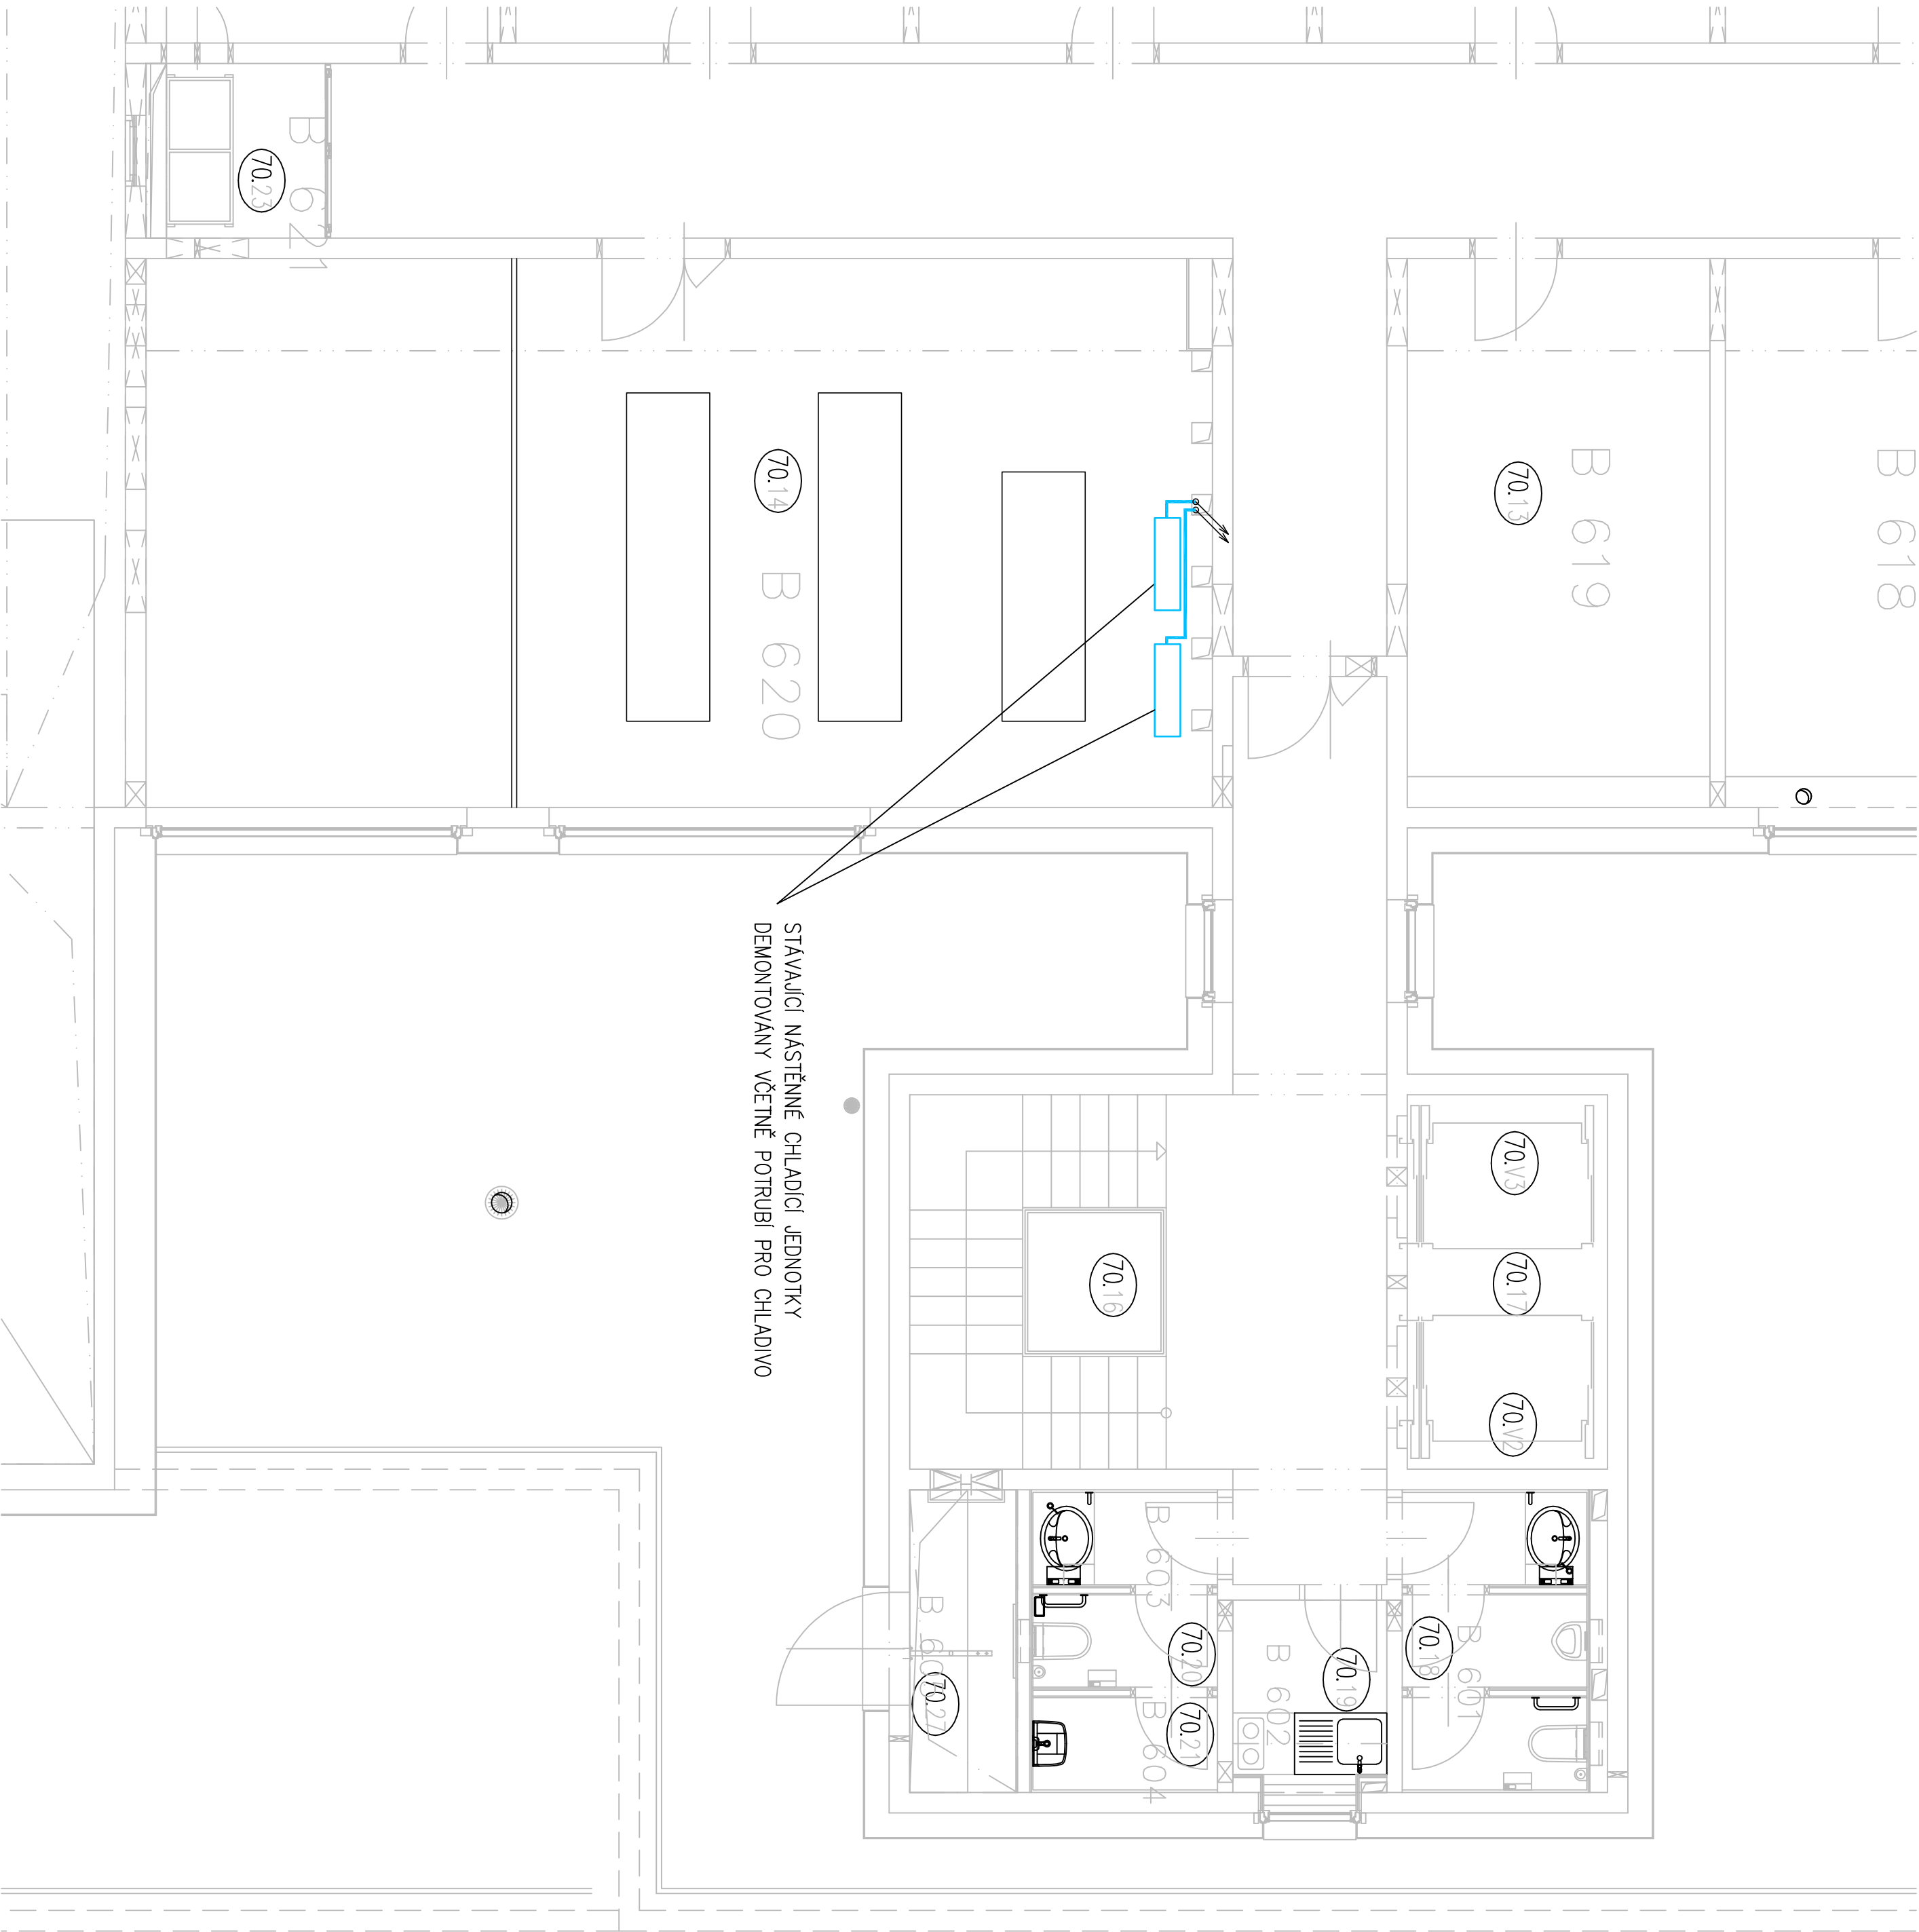 B 621
70.23
B 620
70.14
B 619
70.13
B 618
STÁVAJÍCÍ NÁSTĚNNÉ CHLADÍCÍ JEDNOTKY
DEMONTOVÁNY VČETNĚ POTRUBÍ PRO CHLADIVO
70.V3
70.17
70.V2
70.16
B 603
70.20
B 604
70.21
B 602
70.19
B 601
70.18
70.27